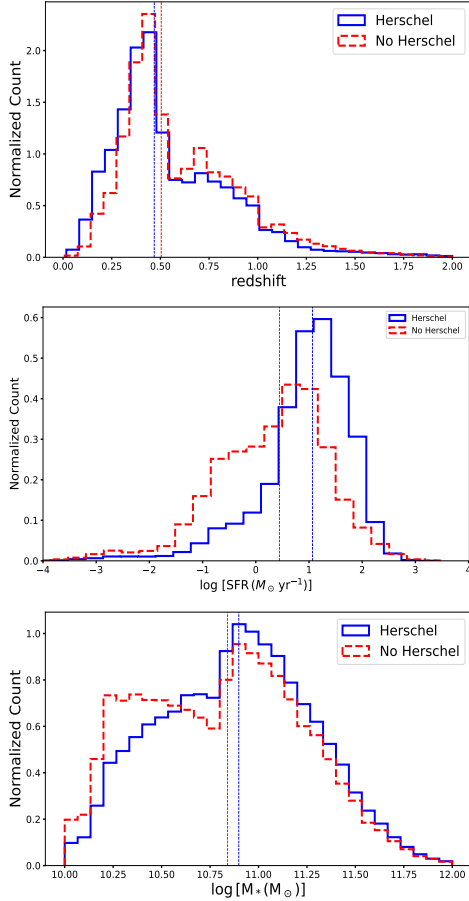 Normalized Count
2.0
1.5
1.0
0.5
0.0
Herschel
No Herschel
0.00 0.25 0.50 0.75 1.00 1.25 1.50 1.75 2.00
redshift
Normalized Count
0.6
0.5
0.4
0.3
0.2
0.1
0.0
Herschel
No Herschel
−4 −3 −2 −1 0 1 2 3 4
log [SFR(M⊙ yr⁻¹)]
Normalized Count
1.0
0.8
0.6
0.4
0.2
0.0
Herschel
No Herschel
10.00 10.25 10.50 10.75 11.00 11.25 11.50 11.75 12.00
log [M*(M⊙)]